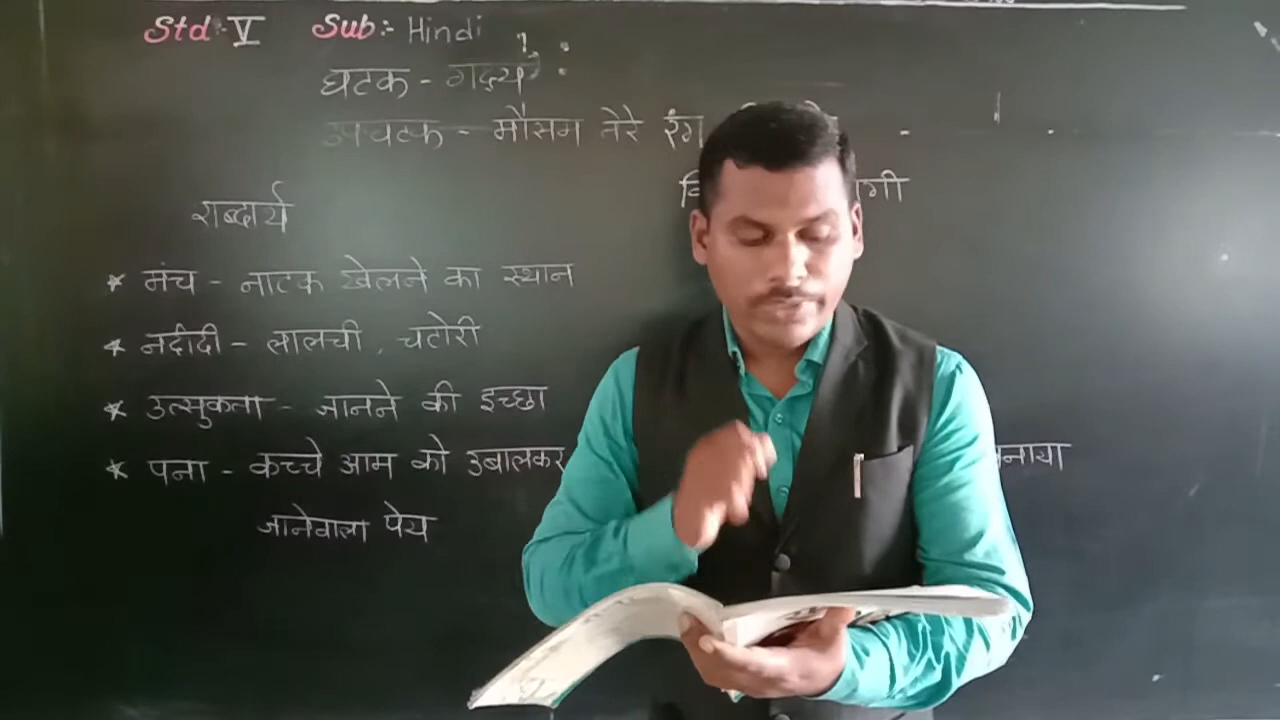 Std :- V Sub :- Hindi
घटक - गद्य
उपघटक - मौसम तेरे रंग
शब्दार्थ
* मंच - नाटक खेलने का स्थान
* नदीदी - लालची , चटोरी
* उत्सुकता - जानने की इच्छा
* पना - कच्चे आम को उबालकर
जानेवाला पेय